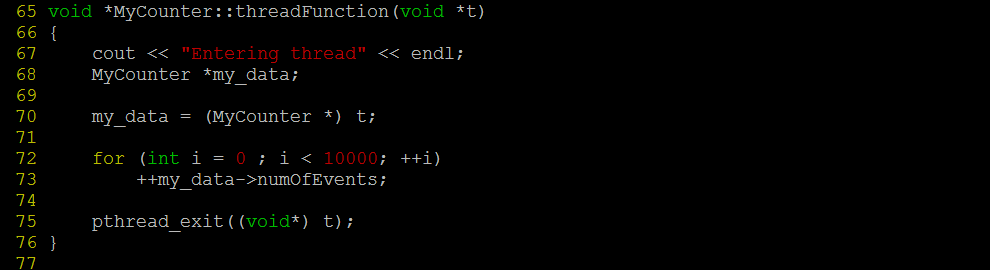 65 void *MyCounter::threadFunction(void *t)
66 {
67     cout << "Entering thread" << endl;
68     MyCounter *my_data;
69
70     my_data = (MyCounter *) t;
71
72     for (int i = 0 ; i < 10000; ++i)
73         ++my_data->numOfEvents;
74
75     pthread_exit((void*) t);
76 }
77